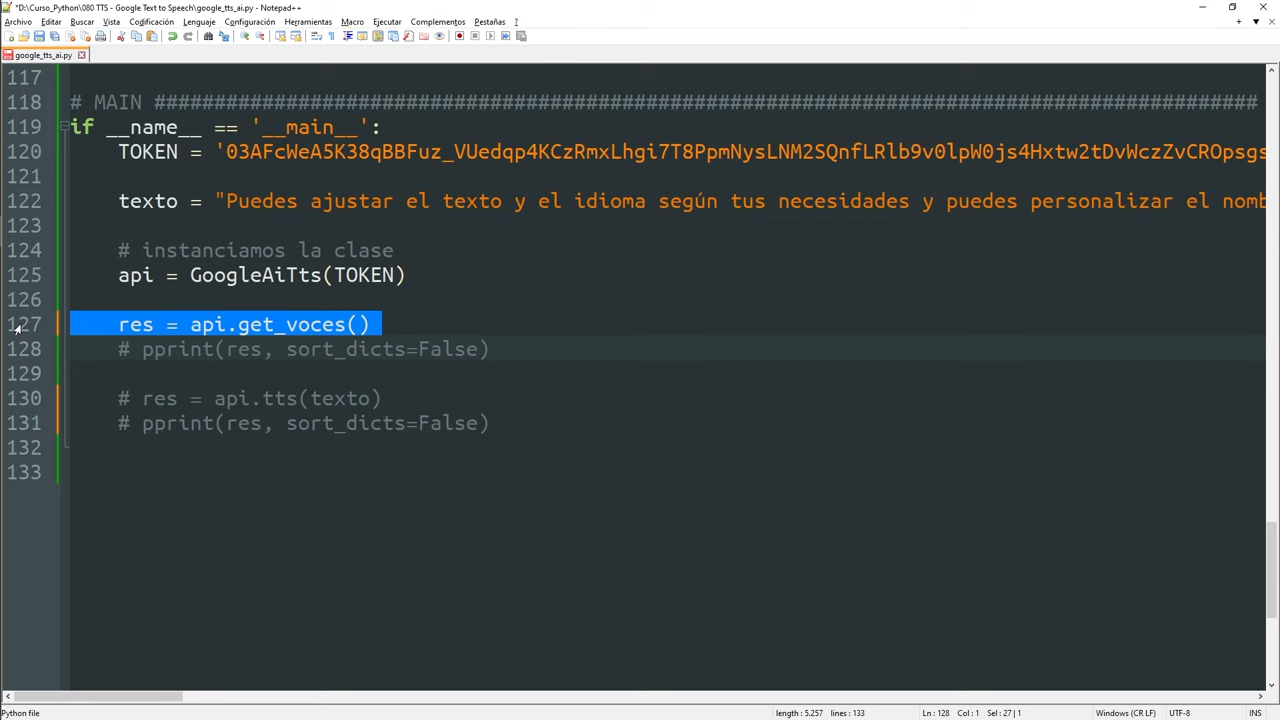 *D:\Curso_Python\080 TTS - Google Text to Speech\google_tts_ai.py - Notepad++
Archivo Editar Buscar Vista Codificación Lenguaje Configuración Herramientas Macro Ejecutar Complementos Pestañas ?
google_tts_ai.py
117
118 # MAIN ############################################################################################
119 if __name__ == '__main__':
120 TOKEN = '03AFcWeA5K38qBBFuz_VUedqp4KCzRmxLhgi7T8PpmNysLNM2SQnfLRlb9v0lpW0js4Hxtw2tDvWczZvCROpsgs
121
122 texto = "Puedes ajustar el texto y el idioma según tus necesidades y puedes personalizar el nomb
123
124 # instanciamos la clase
125 api = GoogleAiTts(TOKEN)
126
127 res = api.get_voces()
128 # pprint(res, sort_dicts=False)
129
130 # res = api.tts(texto)
131 # pprint(res, sort_dicts=False)
132
133
Python file length : 5.257 lines : 133 Ln : 128 Col : 1 Sel : 27 | 1 Windows (CR LF) UTF-8 INS